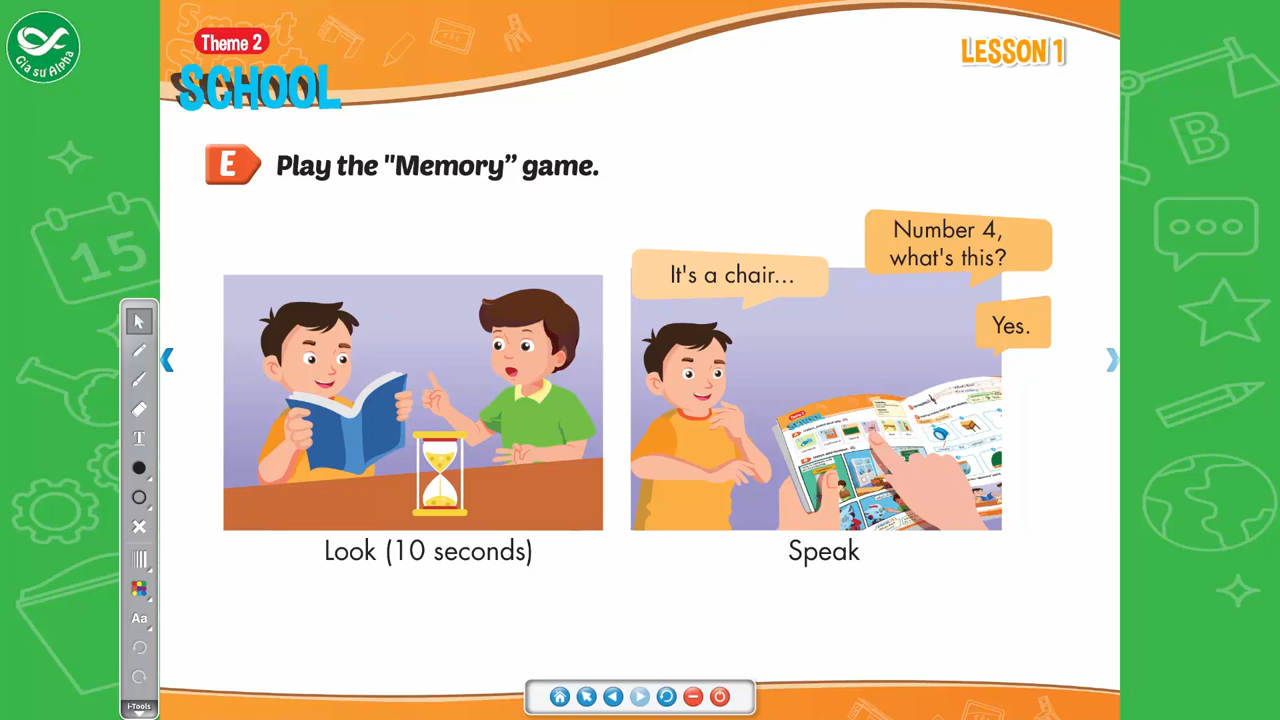 Gia sư Alpha
Theme 2
SCHOOL
LESSON 1
E
Play the "Memory” game.
Number 4,
what's this?
It's a chair...
Yes.
Look (10 seconds)
Speak
15
B
T
Aa
i-Tools